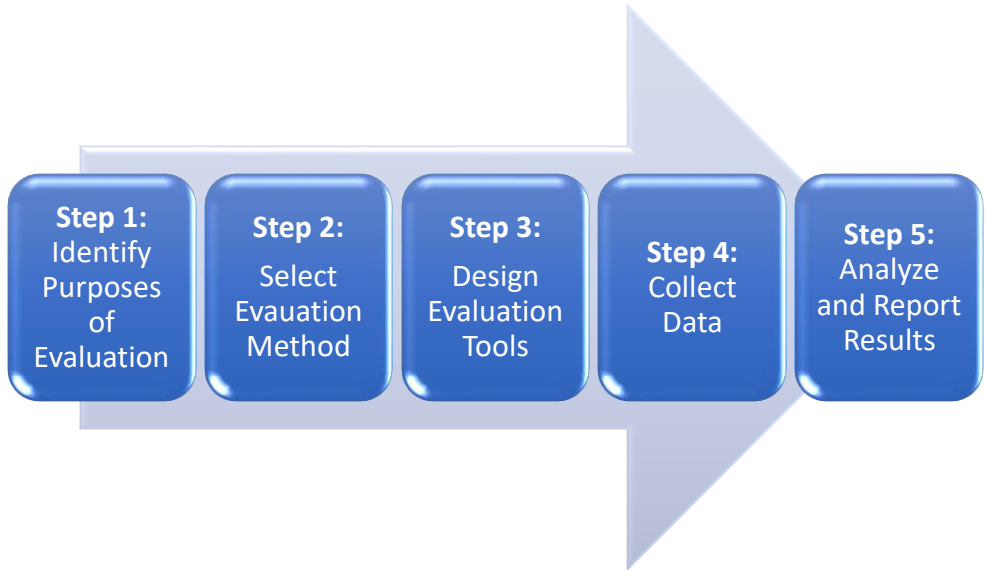 Step 1:
Identify
Purposes
of
Evaluation
Step 2:
Select
Evauation
Method
Step 3:
Design
Evaluation
Tools
Step 4:
Collect
Data
Step 5:
Analyze
and Report
Results